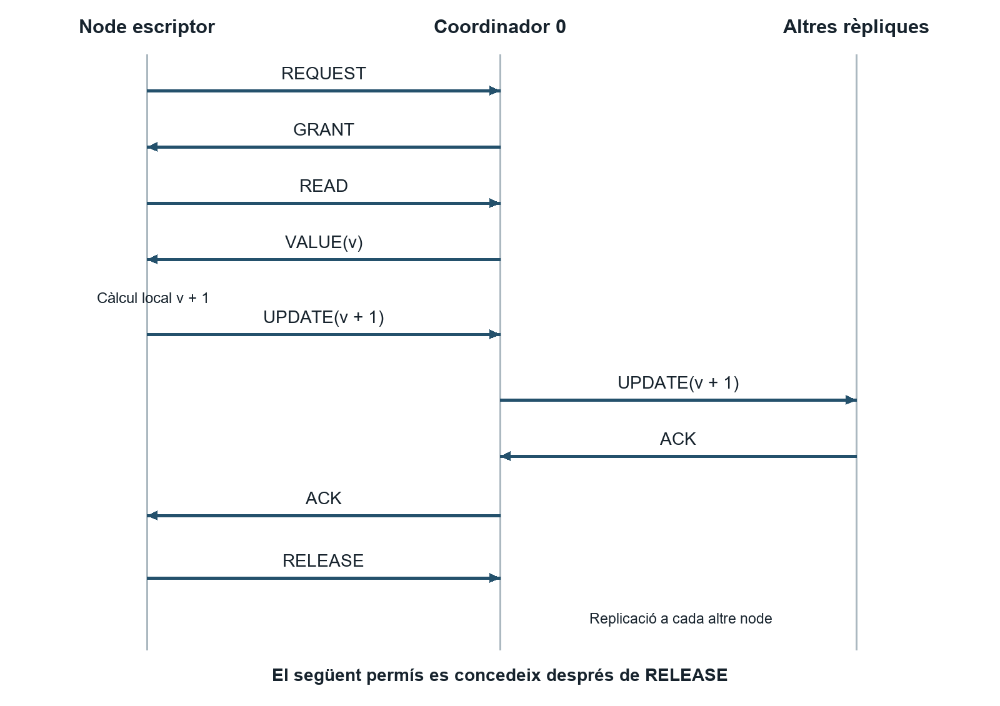 Node escriptor
Coordinador 0
Altres rèpliques
REQUEST
GRANT
READ
VALUE(v)
Càlcul local v + 1
UPDATE(v + 1)
UPDATE(v + 1)
ACK
ACK
RELEASE
Replicació a cada altre node
El següent permís es concedeix després de RELEASE